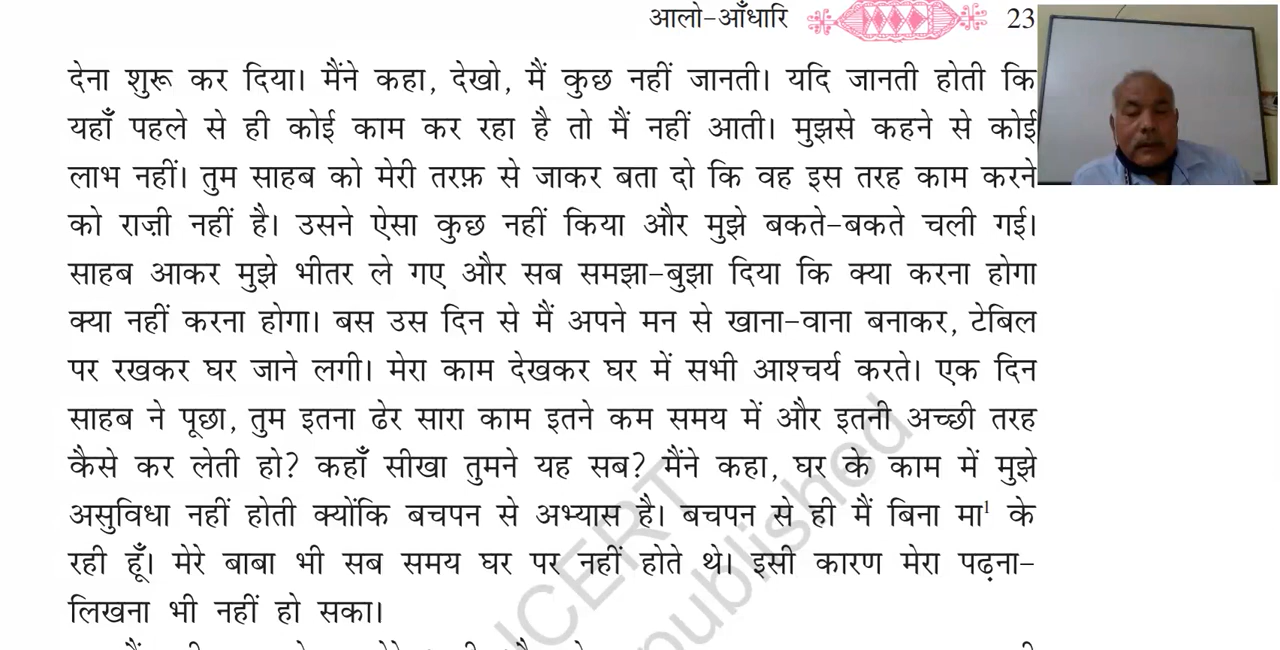 आलो-आँधारि 23
देना शुरू कर दिया। मैंने कहा, देखो, मैं कुछ नहीं जानती। यदि जानती होती कि
यहाँ पहले से ही कोई काम कर रहा है तो मैं नहीं आती। मुझसे कहने से कोई
लाभ नहीं। तुम साहब को मेरी तरफ़ से जाकर बता दो कि वह इस तरह काम करने
को राज़ी नहीं है। उसने ऐसा कुछ नहीं किया और मुझे बकते-बकते चली गई।
साहब आकर मुझे भीतर ले गए और सब समझा-बुझा दिया कि क्या करना होगा
क्या नहीं करना होगा। बस उस दिन से मैं अपने मन से खाना-वाना बनाकर, टेबिल
पर रखकर घर जाने लगी। मेरा काम देखकर घर में सभी आश्चर्य करते। एक दिन
साहब ने पूछा, तुम इतना ढेर सारा काम इतने कम समय में और इतनी अच्छी तरह
कैसे कर लेती हो? कहाँ सीखा तुमने यह सब? मैंने कहा, घर के काम में मुझे
असुविधा नहीं होती क्योंकि बचपन से अभ्यास है। बचपन से ही मैं बिना मा¹ के
रही हूँ। मेरे बाबा भी सब समय घर पर नहीं होते थे। इसी कारण मेरा पढ़ना-
लिखना भी नहीं हो सका।
NCERT
published